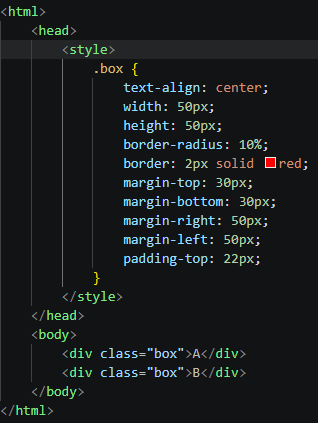 <html>
<head>
<style>
.box {
text-align: center;
width: 50px;
height: 50px;
border-radius: 10%;
border: 2px solid red;
margin-top: 30px;
margin-bottom: 30px;
margin-right: 50px;
margin-left: 50px;
padding-top: 22px;
}
</style>
</head>
<body>
<div class="box">A</div>
<div class="box">B</div>
</body>
</html>